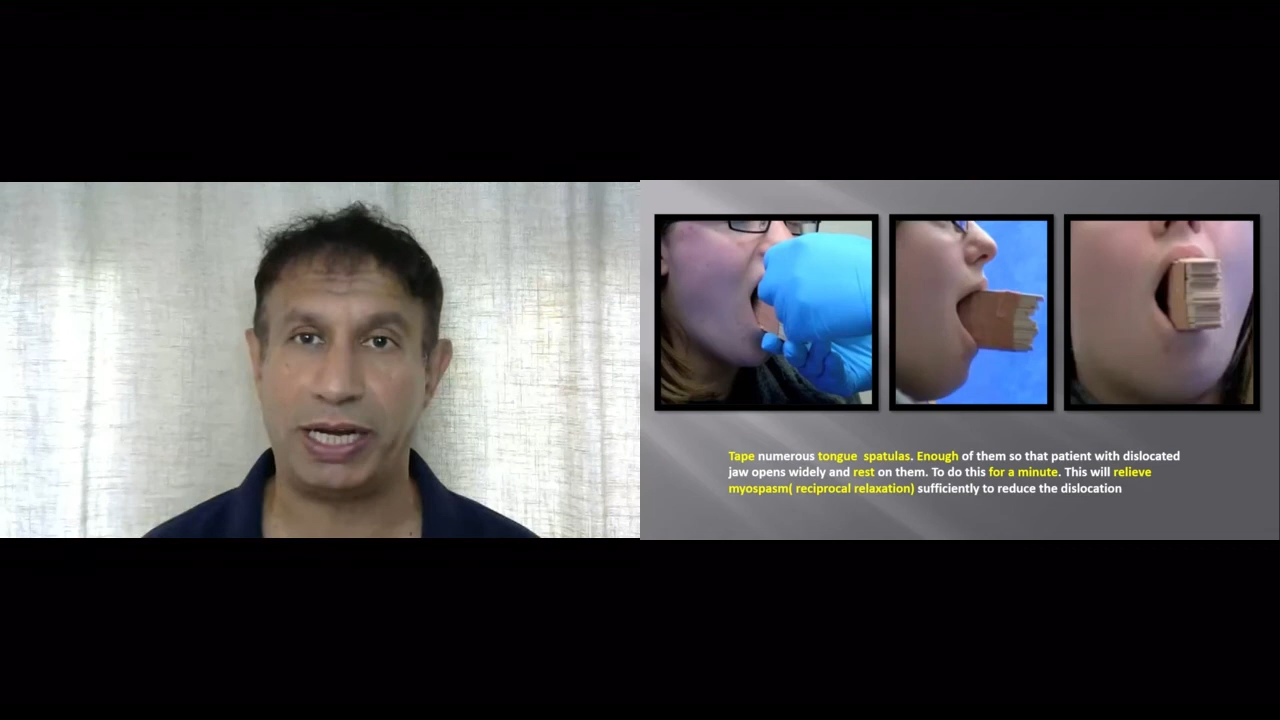 Tape numerous tongue  spatulas. Enough of them so that patient with dislocated
jaw opens widely and rest on them. To do this for a minute. This will relieve
myospasm( reciprocal relaxation) sufficiently to reduce the dislocation